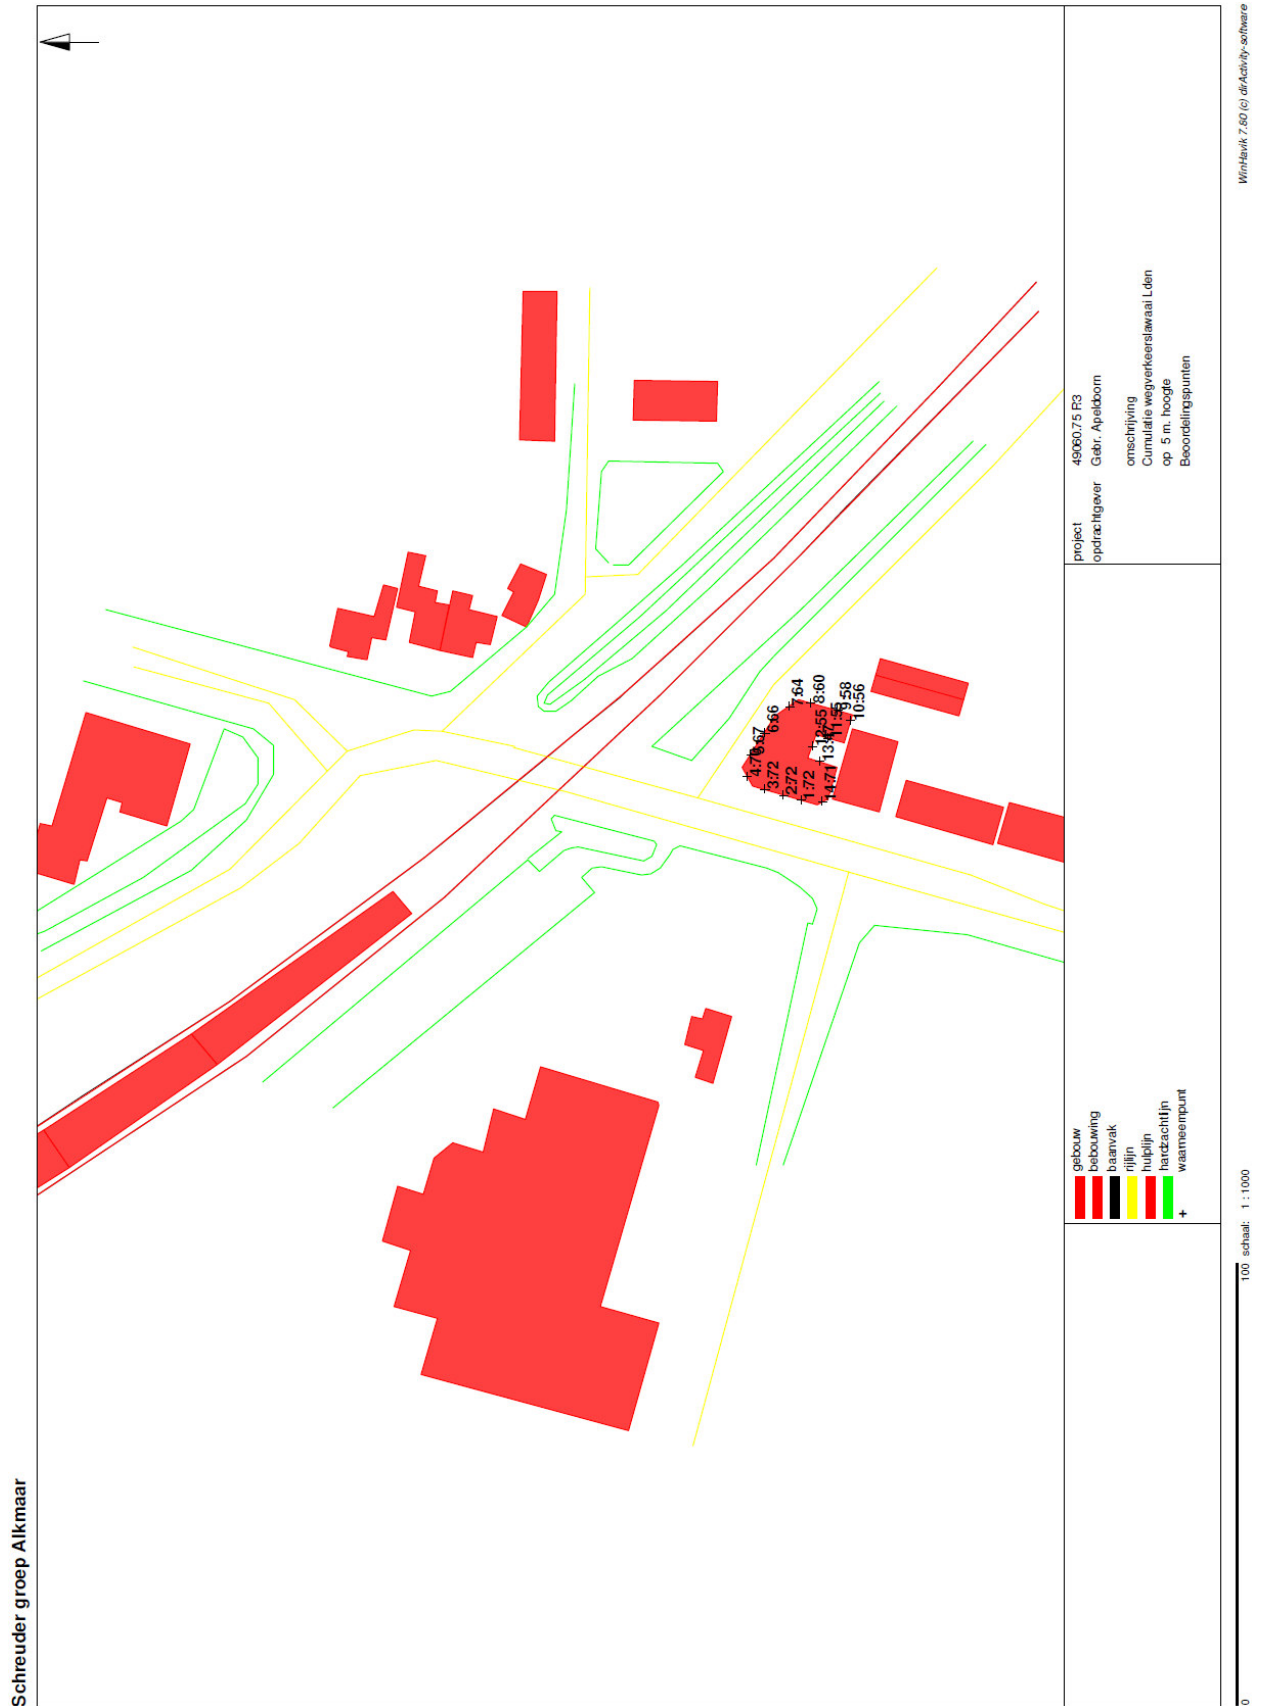 Schreuder groep Alkmaar
4:70
5:67
6:66
7:64
3:72
2:72
1:72
14:71
8:60
9:58
10:56
12:55
project 49060.75 R3
opdrachtgever Gebr. Apeldoorn
omschrijving
Cumulatie wegverkeerslawaai Lden
op 5 m. hoogte
Beoordelingspunten
gebouw
bebouwing
baanvak
rijlijn
hulplijn
hardzachtlijn
+ waarneempunt
0 100 schaal: 1 : 1000
WinHavik 7.80 (c) dirActivity-software